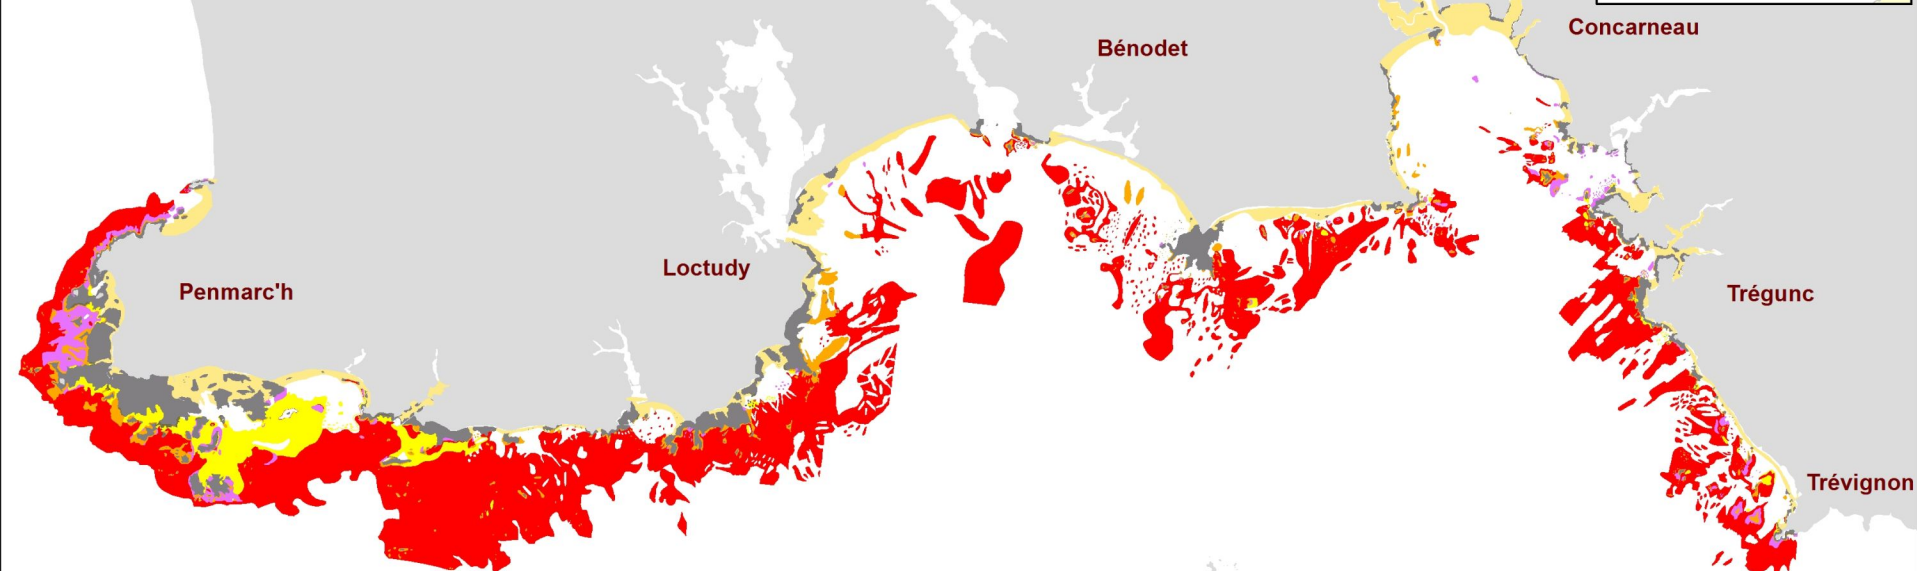 Concarneau
Bénodet
Loctudy
Penmarc'h
Trégunc
Trévignon